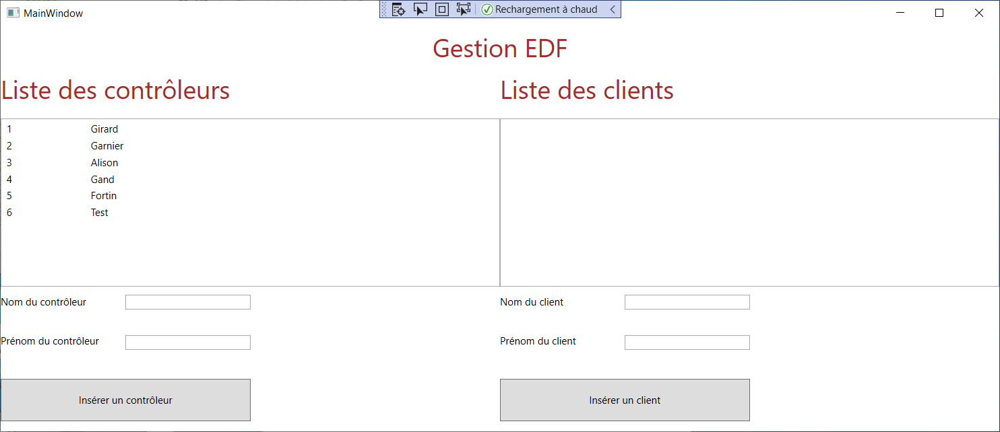 MainWindow
Rechargement à chaud
Gestion EDF
Liste des contrôleurs
Liste des clients
1 Girard
2 Garnier
3 Alison
4 Gand
5 Fortin
6 Test
Nom du contrôleur
Nom du client
Prénom du contrôleur
Prénom du client
Insérer un contrôleur
Insérer un client